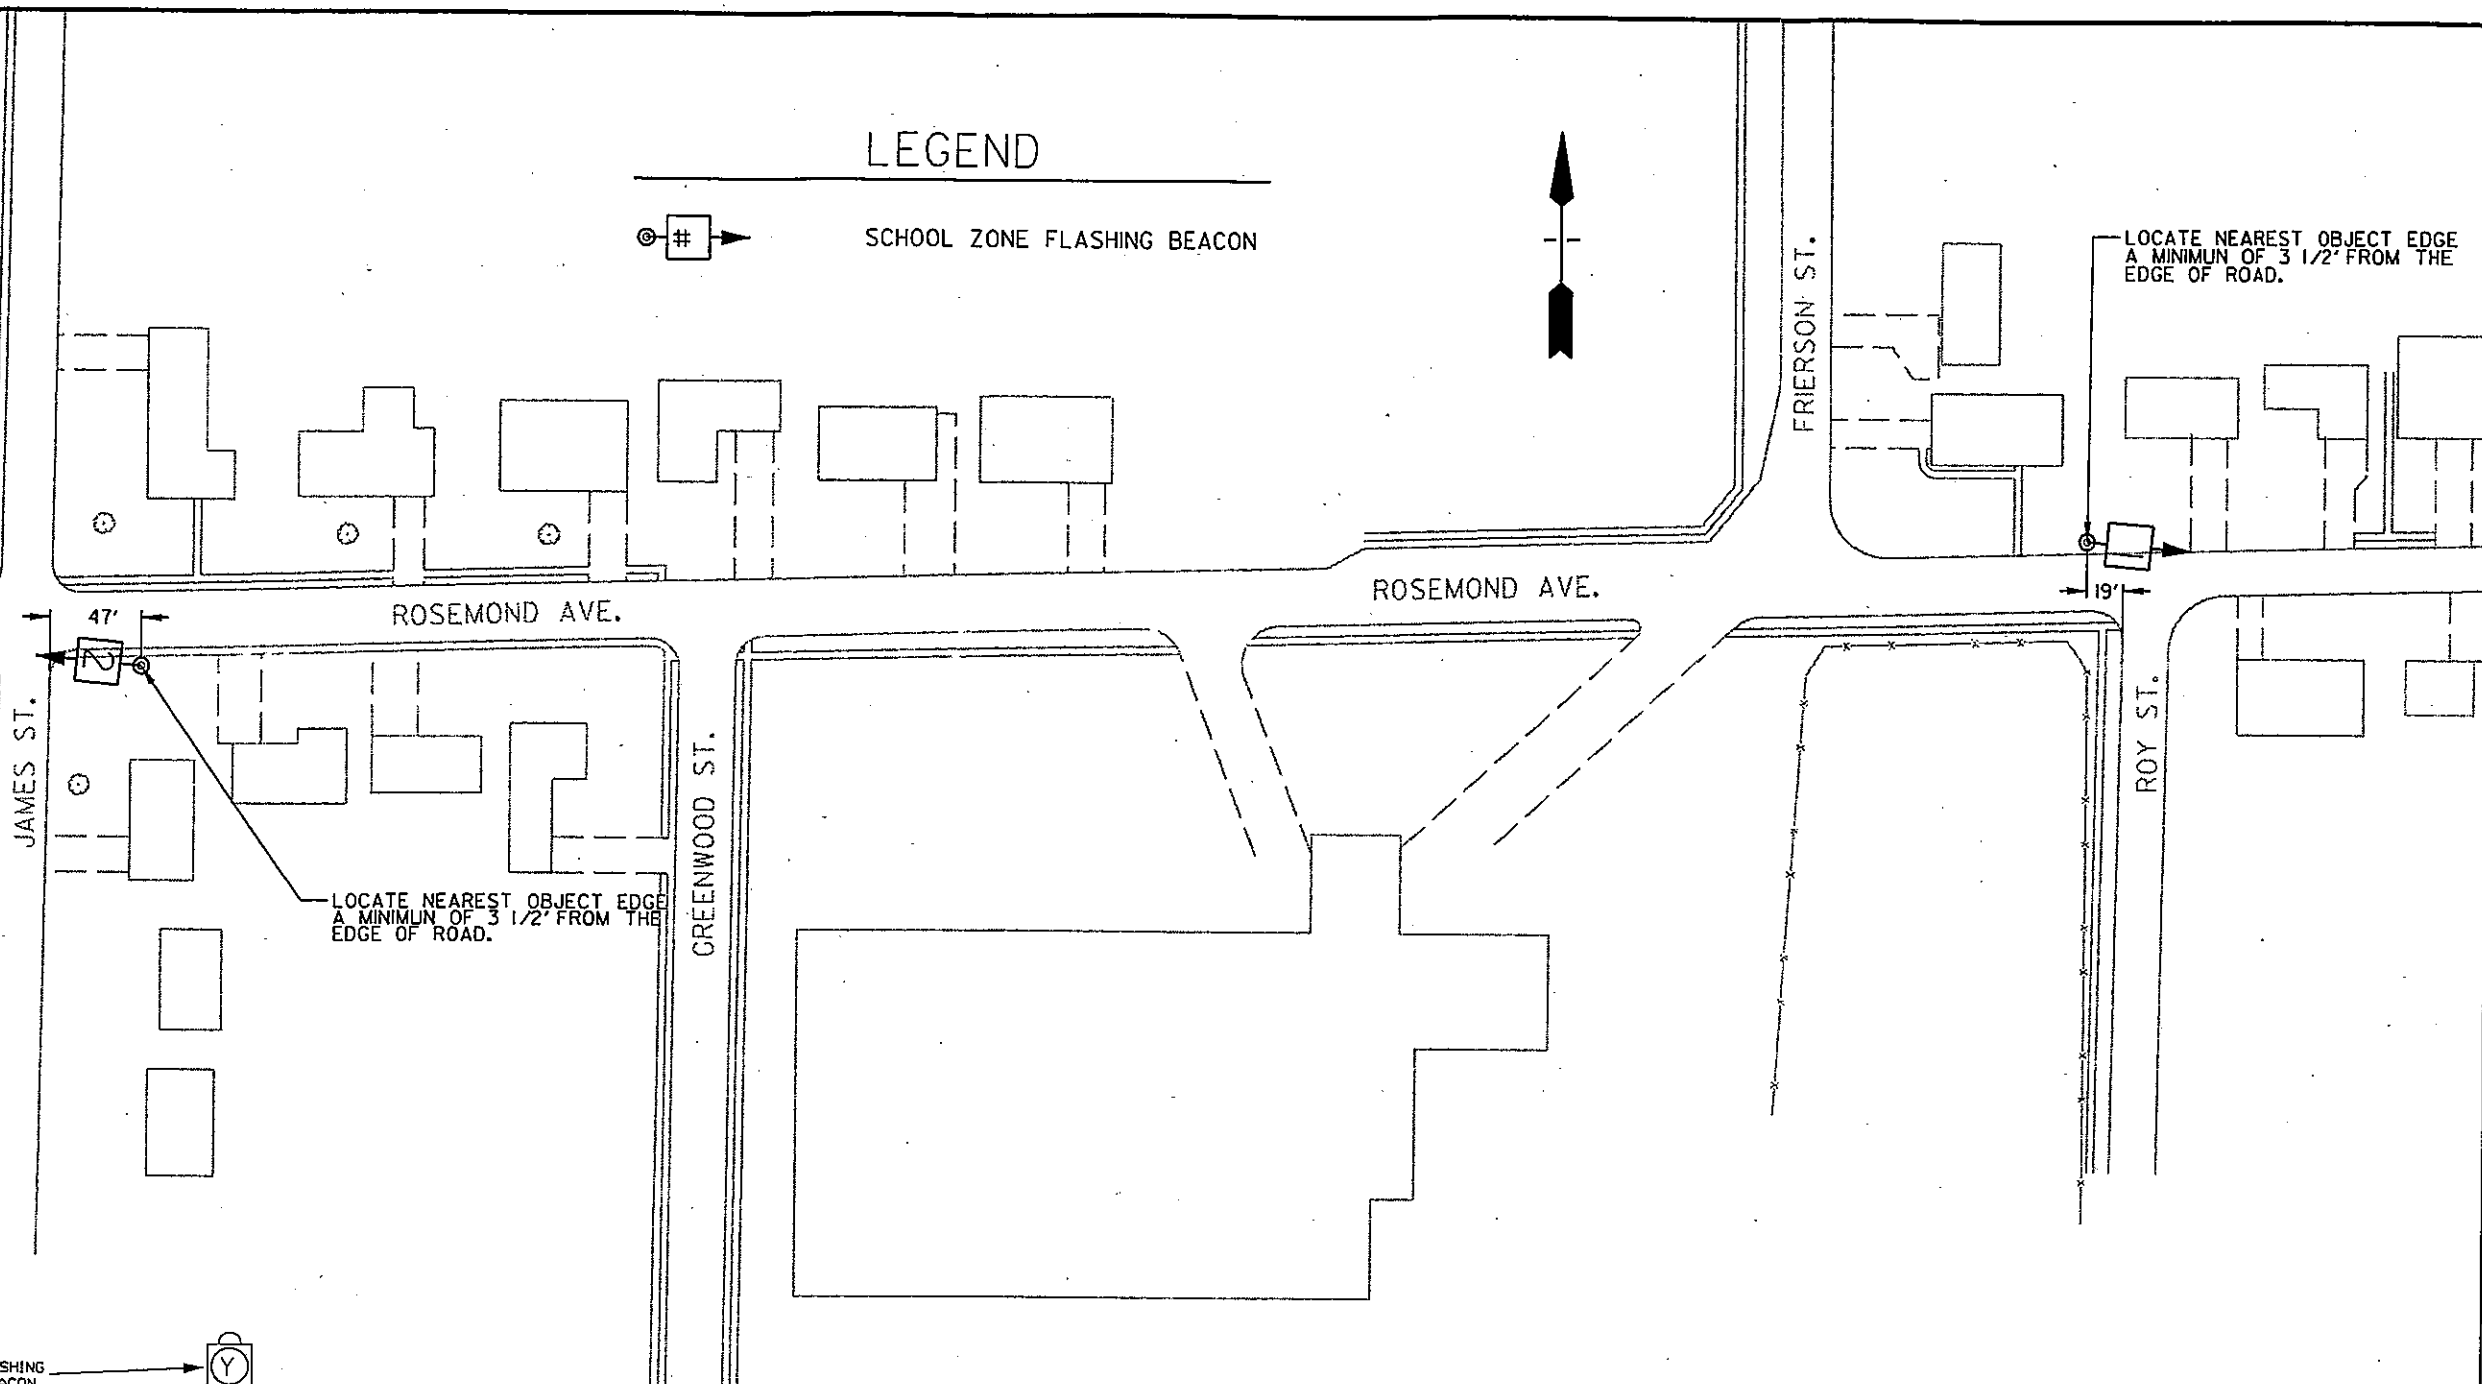 LEGEND
#
SCHOOL ZONE FLASHING BEACON
FRIERSON ST.
LOCATE NEAREST OBJECT EDGE
A MINIMUN OF 3 1/2' FROM THE
EDGE OF ROAD.
ROSEMOND AVE.
ROSEMOND AVE.
47'
19'
2
JAMES ST.
GREENWOOD ST.
ROY ST.
LOCATE NEAREST OBJECT EDGE
A MINIMUN OF 3 1/2' FROM THE
EDGE OF ROAD.
SHING
Y